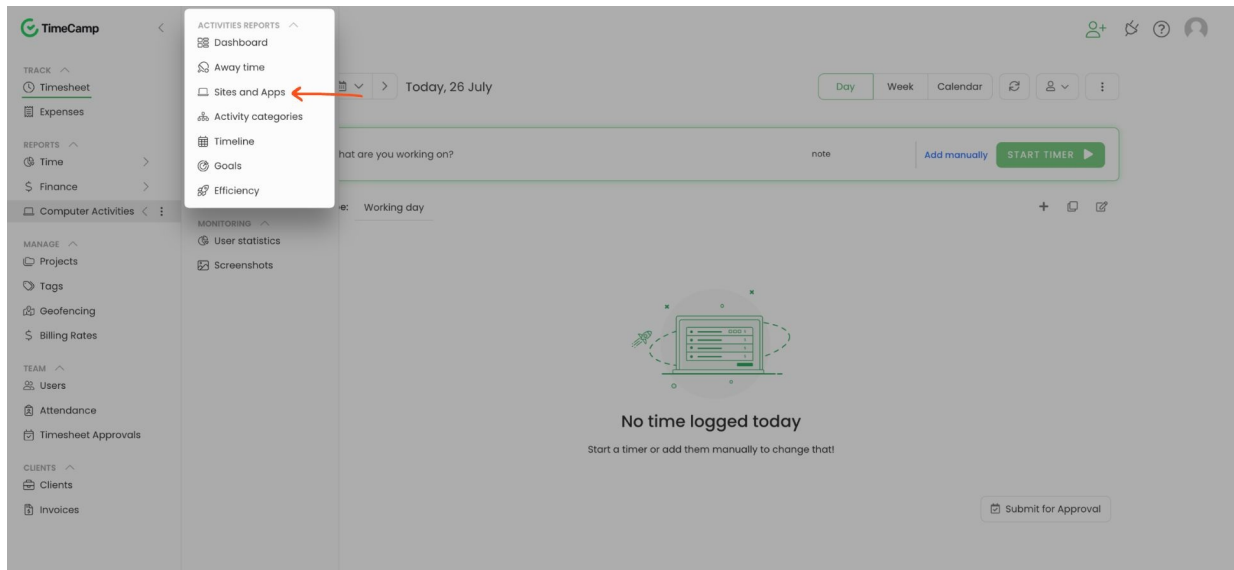 TimeCamp
TRACK
Timesheet
Expenses
REPORTS
Time
Finance
Computer Activities
MANAGE
Projects
Tags
Geofencing
Billing Rates
TEAM
Users
Attendance
Timesheet Approvals
CLIENTS
Clients
Invoices
ACTIVITIES REPORTS
Dashboard
Away time
Sites and Apps
Activity categories
Timeline
Goals
Efficiency
MONITORING
User statistics
Screenshots
Today, 26 July
Day Week Calendar
hat are you working on? note Add manually START TIMER
e: Working day
No time logged today
Start a timer or add them manually to change that!
Submit for Approval